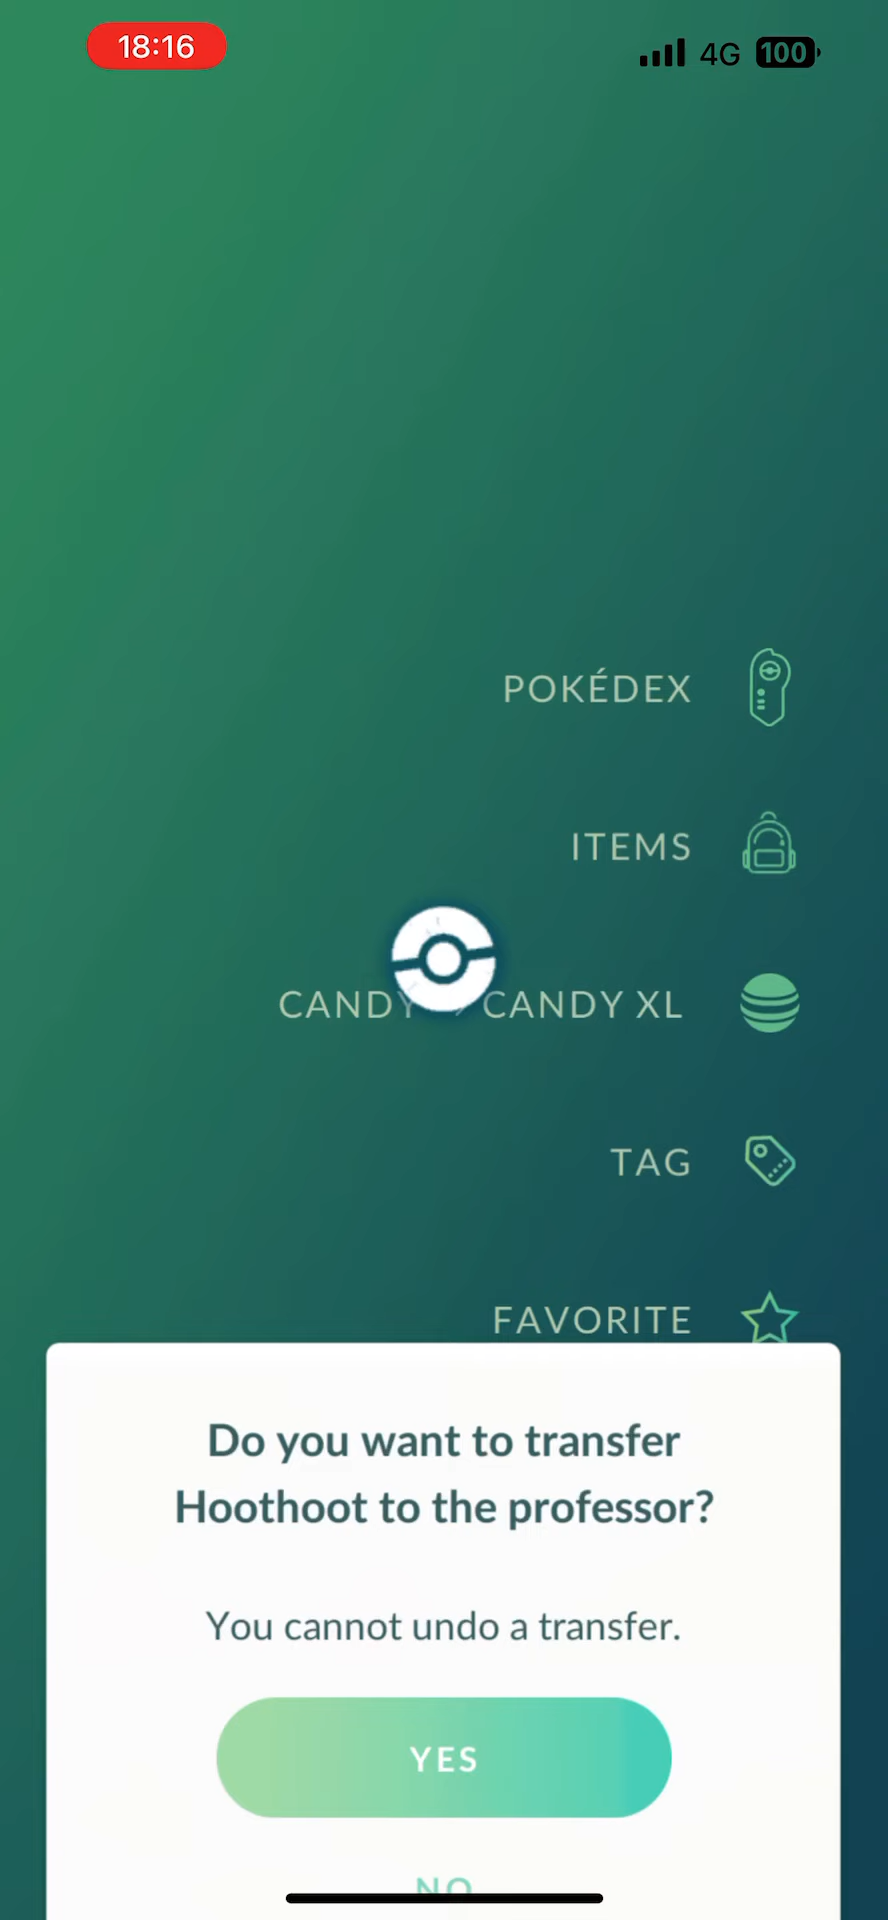 18:16
4G 100
POKÉDEX
ITEMS
CANDY / CANDY XL
TAG
FAVORITE
Do you want to transfer
Hoothoot to the professor?
You cannot undo a transfer.
YES
NO